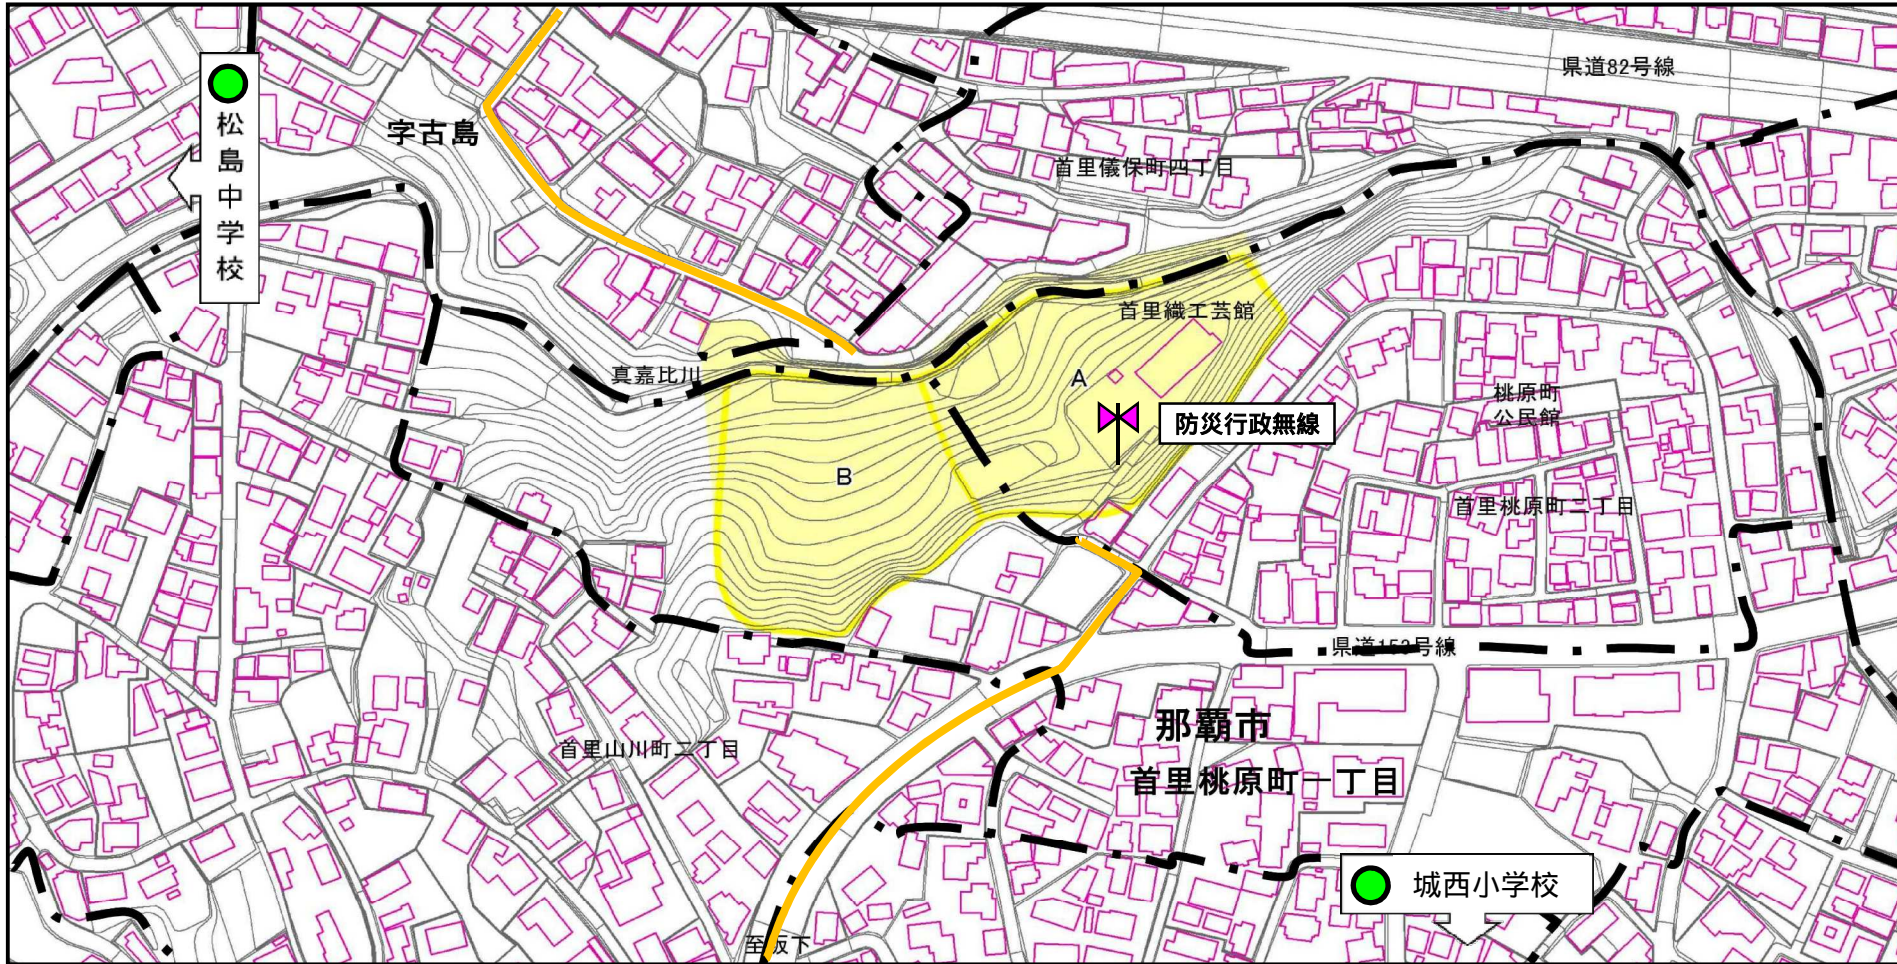 県道82号線
松島中学校
字古島
首里儀保町四丁目
首里織工芸館
真嘉比川
A
桃原町
公民館
防災行政無線
B
首里桃原町二丁目
県道153号線
那覇市
首里山川町二丁目
首里桃原町一丁目
城西小学校
至坂下